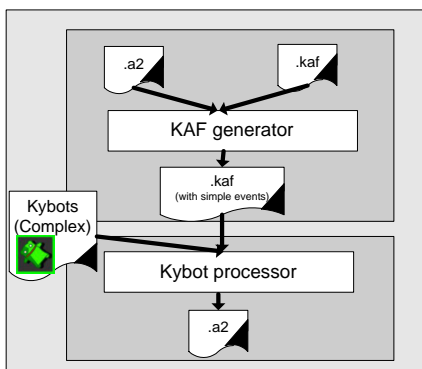 .a2
.kaf
KAF generator
.kaf
(with simple events)
Kybots
(Complex)
Kybot processor
.a2